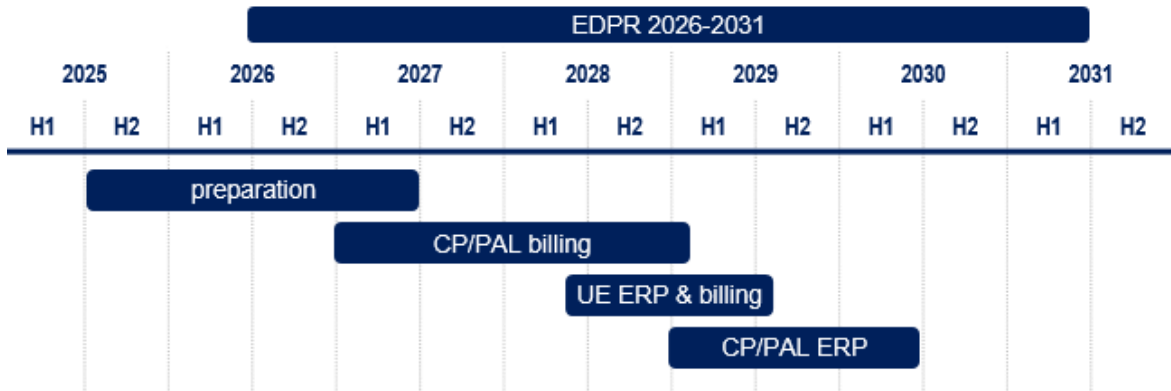 EDPR 2026-2031
2025 2026 2027 2028 2029 2030 2031
H1 H2 H1 H2 H1 H2 H1 H2 H1 H2 H1 H2 H1 H2
preparation
CP/PAL billing
UE ERP & billing
CP/PAL ERP